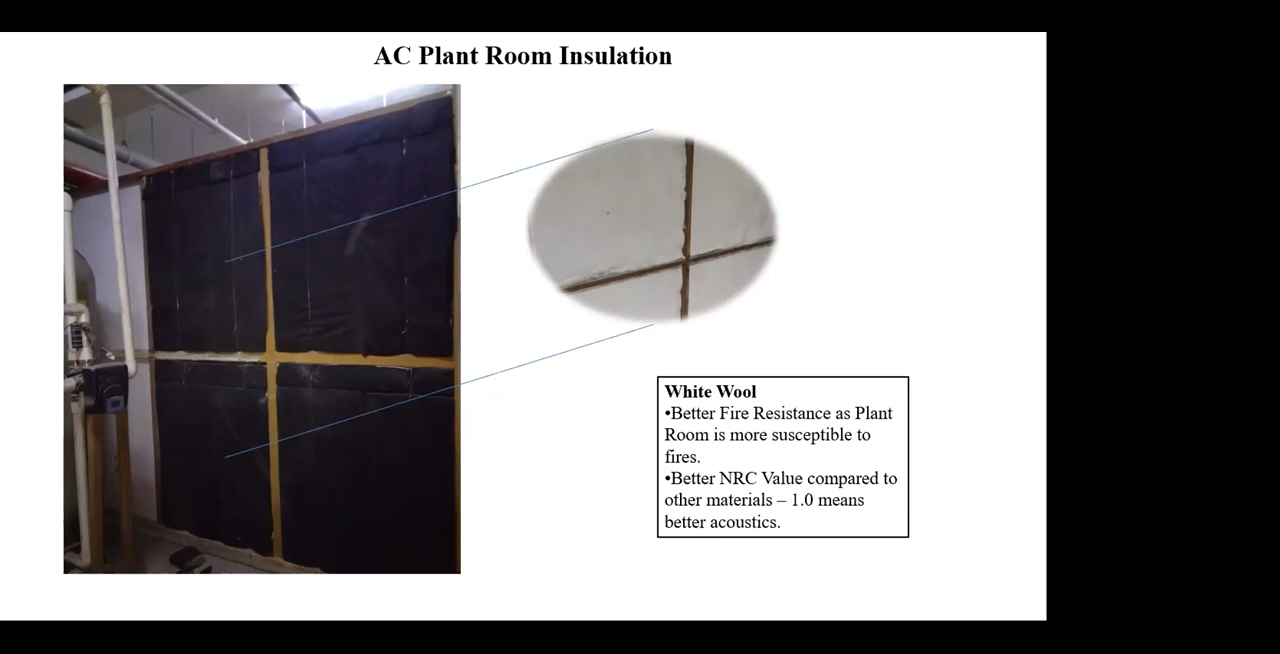 AC Plant Room Insulation
White Wool
•Better Fire Resistance as Plant
Room is more susceptible to
fires.
•Better NRC Value compared to
other materials – 1.0 means
better acoustics.